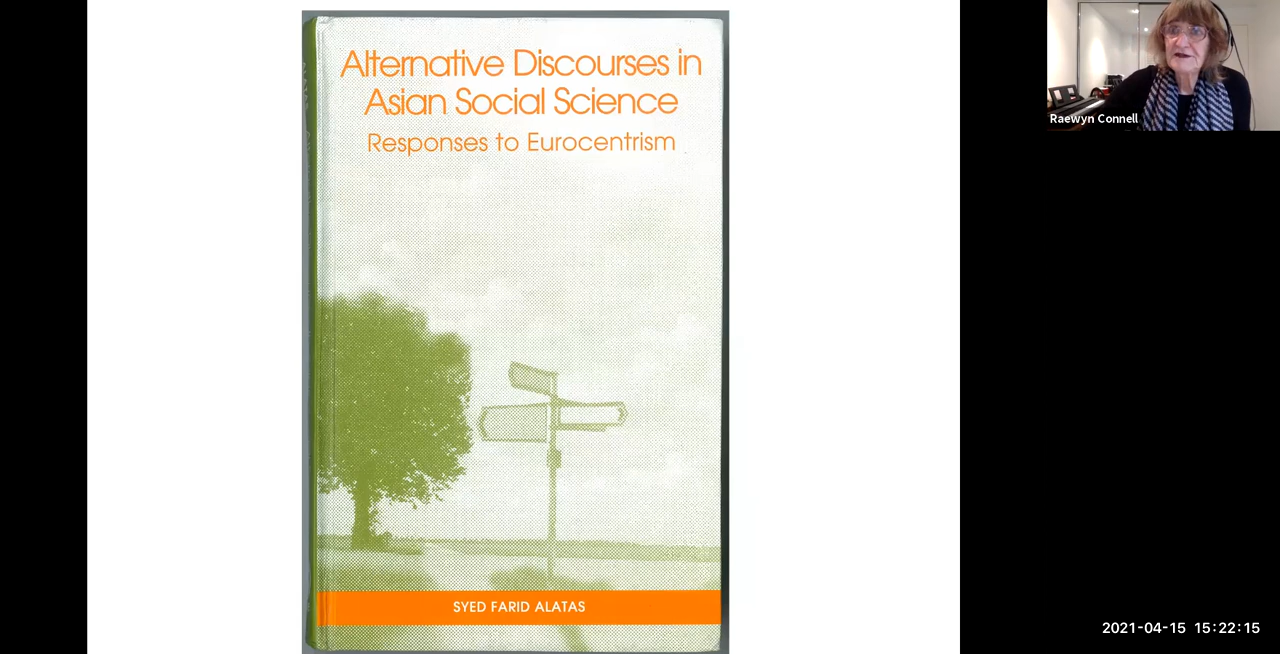 Alternative Discourses in
Asian Social Science
Responses to Eurocentrism
SYED FARID ALATAS
Raewyn Connell
2021-04-15 15:22:15